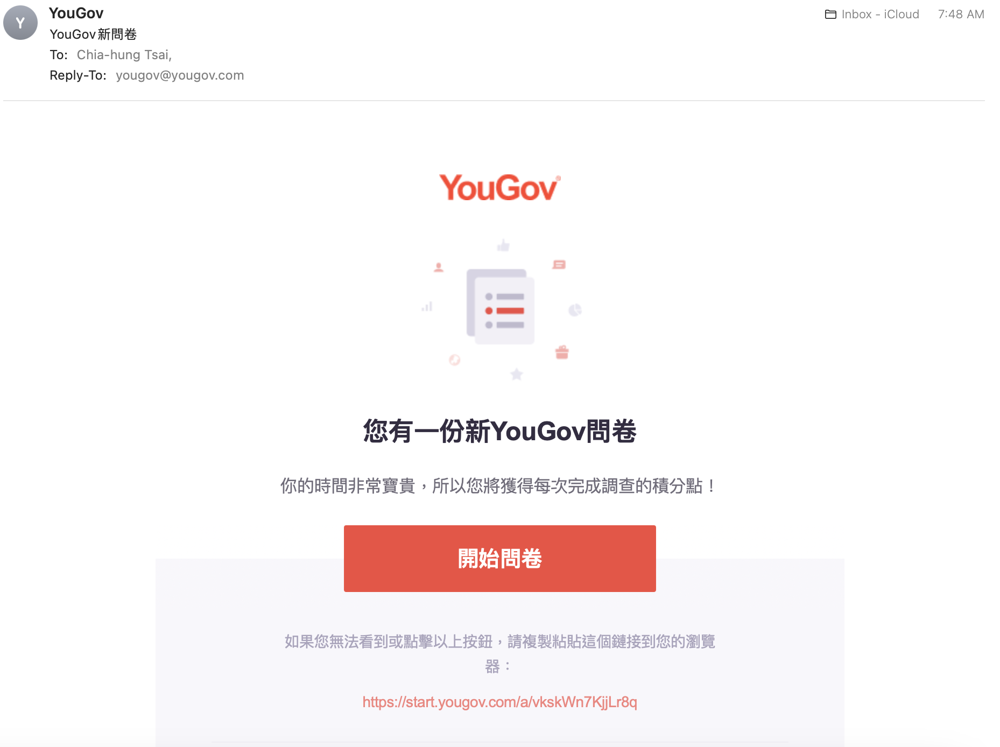 Y
YouGov
Inbox - iCloud 7:48 AM
YouGov新問卷
To: Chia-hung Tsai,
Reply-To: yougov@yougov.com
YouGov®
您有一份新YouGov問卷
你的時間非常寶貴，所以您將獲得每次完成調查的積分點！
開始問卷
如果您無法看到或點擊以上按鈕，請複製粘貼這個鏈接到您的瀏覽
器：
https://start.yougov.com/a/vkskWn7KjjLr8q